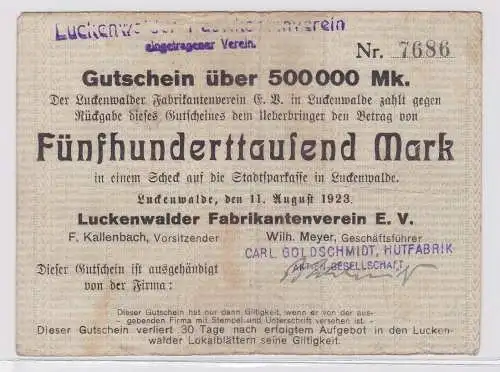 Luckenwalder Fabrikantenverein
eingetragener Verein.
Nr. 7686
Gutschein über 500000 Mk.
Der Luckenwalder Fabrikantenverein E. V. in Luckenwalde zahlt gegen
Rückgabe dieses Gutscheines dem Ueberbringer den Betrag von
Fünfhunderttausend Mark
in einem Scheck auf die Stadtsparkasse in Luckenwalde.
Luckenwalde, den 11. August 1923.
Luckenwalder Fabrikantenverein E. V.
F. Kallenbach, Vorsitzender Wilh. Meyer, Geschäftsführer
CARL GOLDSCHMIDT, HUTFABRIK
AKTIEN GESELLSCHAFT
Dieser Gutschein ist ausgehändigt
von der Firma:
Dieser Gutschein hat nur dann Giltigkeit, wenn er von der aus-
gebenden Firma mit Stempel und Unterschrift versehen ist.
Dieser Gutschein verliert 30 Tage nach erfolgtem Aufgebot in den Lucken-
walder Lokalblättern seine Giltigkeit.